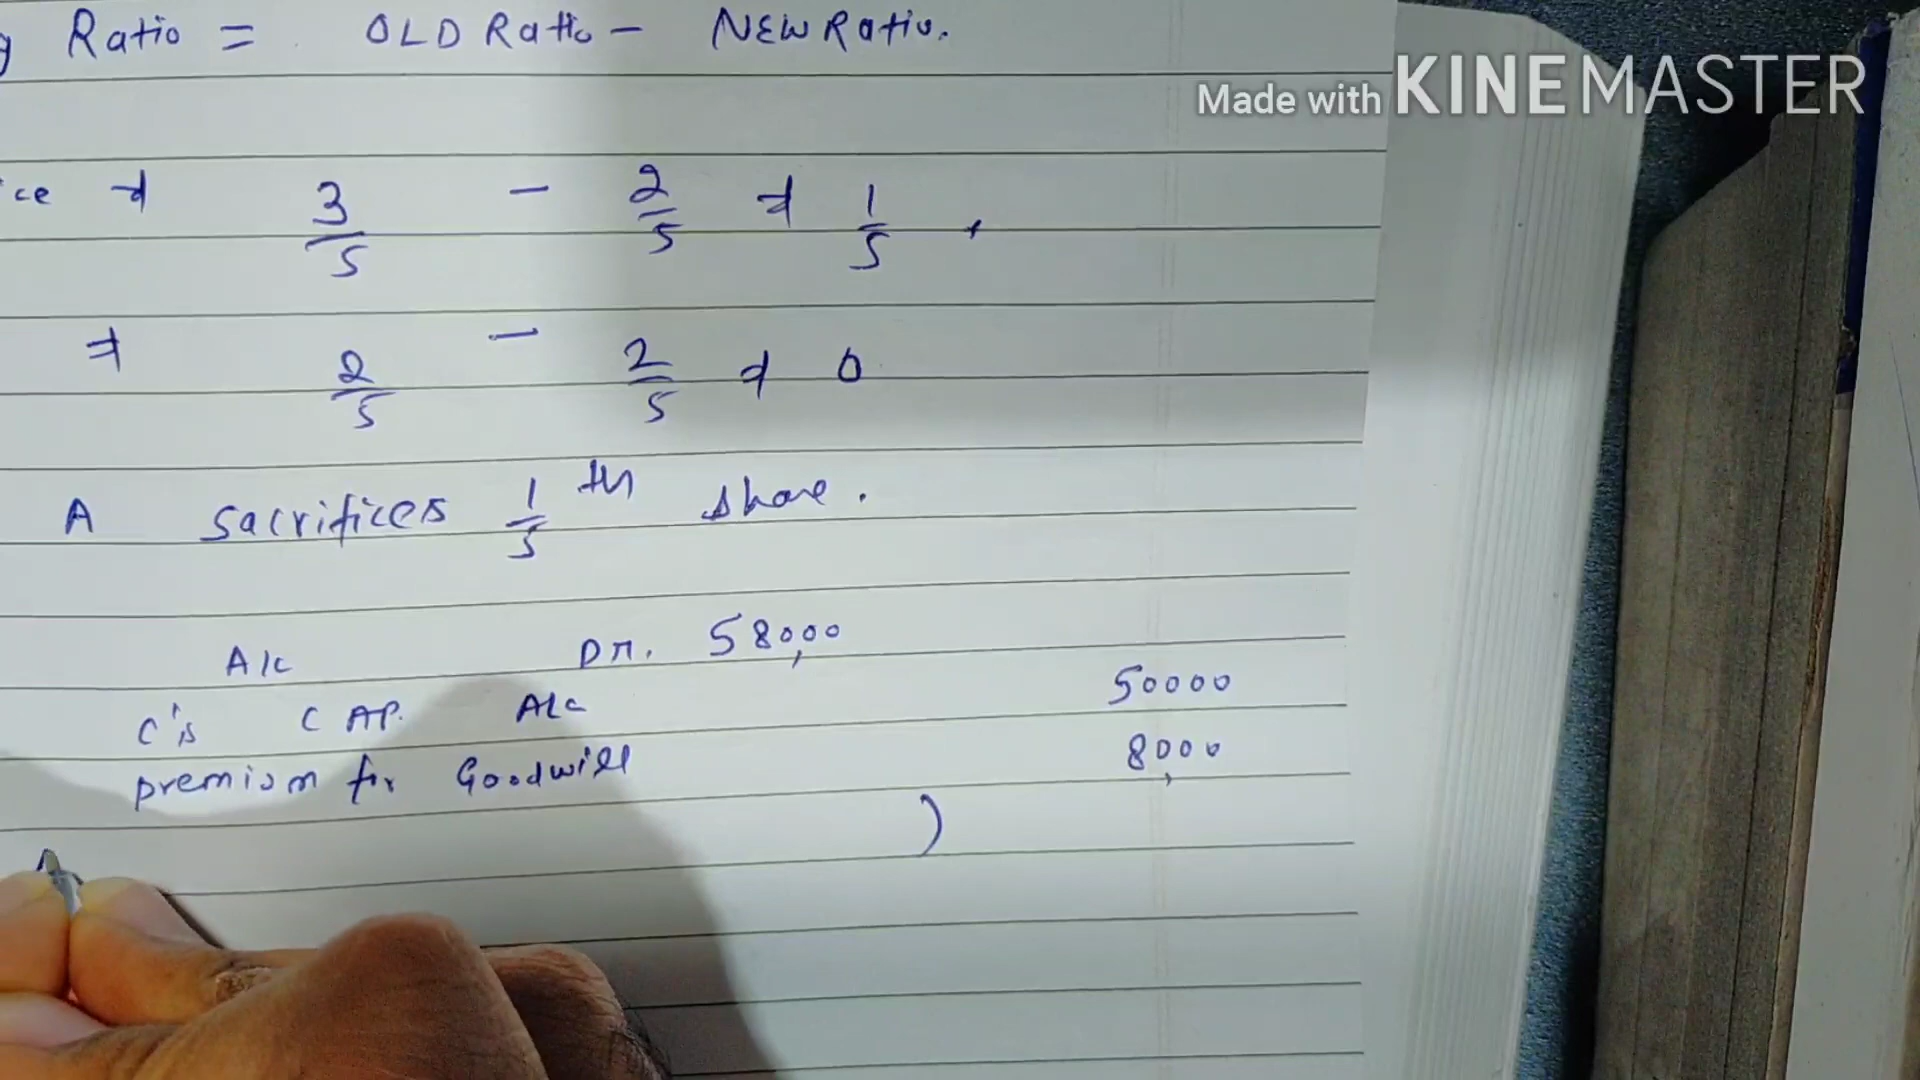 Ratio = OLD Ratio - NEW Ratio.
Made with KINEMASTER
ce ⇒ 3/5 - 2/5 ⇒ 1/5
⇒ 2/5 - 2/5 ⇒ 0
A sacrifices 1/5 th share.
A/c Dr. 58,000
C's CAP. A/c 50000
premium for Goodwill 8,000
)